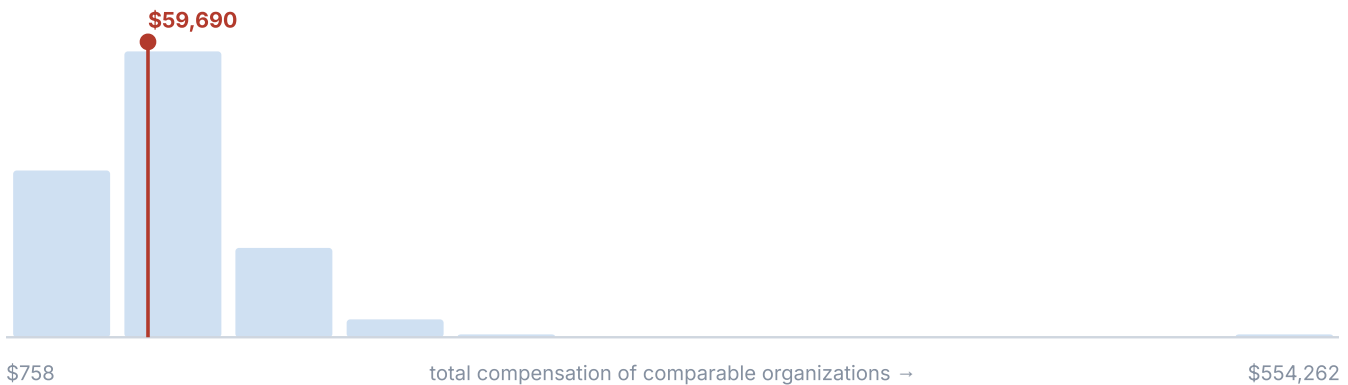 $59,690
$758 total compensation of comparable organizations → $554,262